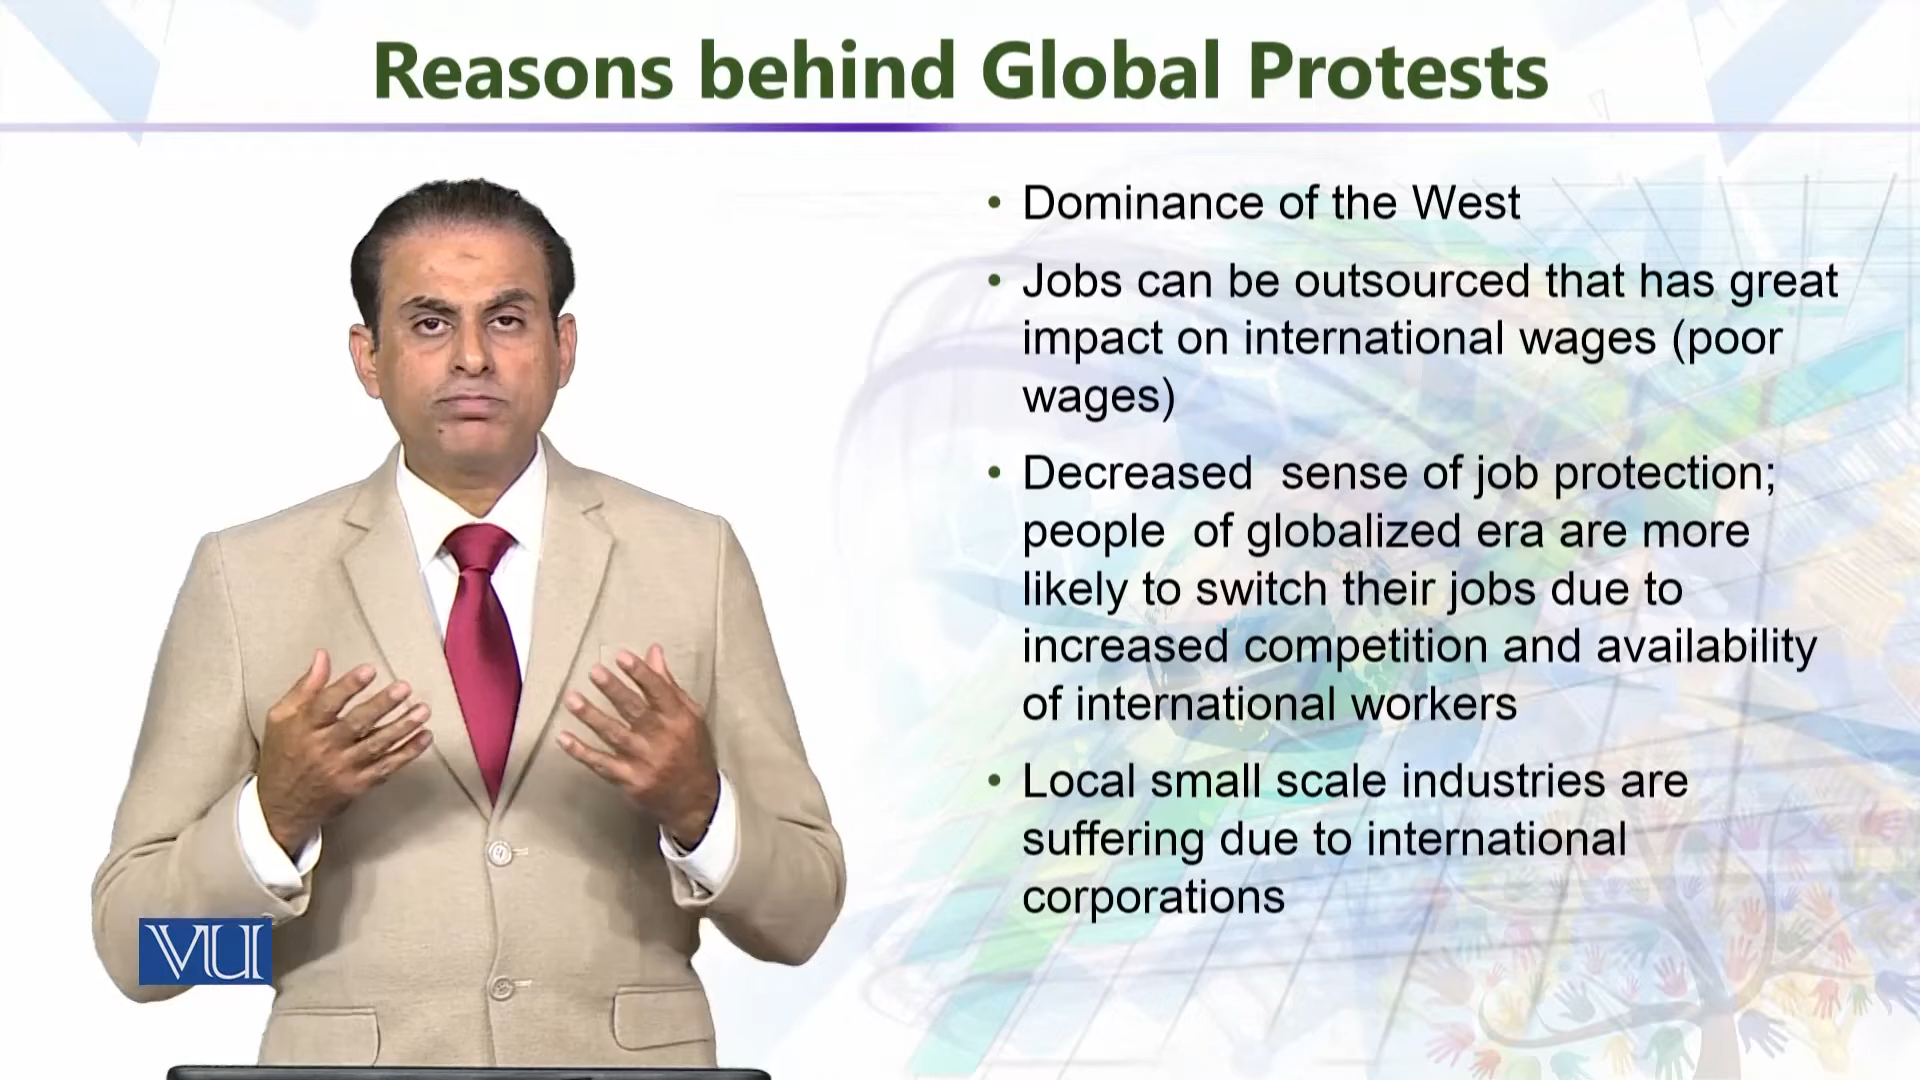 Reasons behind Global Protests
• Dominance of the West
• Jobs can be outsourced that has great
impact on international wages (poor
wages)
• Decreased  sense of job protection;
people  of globalized era are more
likely to switch their jobs due to
increased competition and availability
of international workers
• Local small scale industries are
suffering due to international
corporations
VU